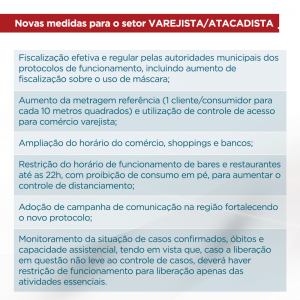 Novas medidas para o setor VAREJISTA/ATACADISTA
Fiscalização efetiva e regular pelas autoridades municipais dos
protocolos de funcionamento, incluindo aumento de
fiscalização sobre o uso de máscara;
Aumento da metragem referência (1 cliente/consumidor para
cada 10 metros quadrados) e utilização de controle de acesso
para comércio varejista;
Ampliação do horário do comércio, shoppings e bancos;
Restrição do horário de funcionamento de bares e restaurantes
até as 22h, com proibição de consumo em pé, para aumentar o
controle de distanciamento;
Adoção de campanha de comunicação na região fortalecendo
o novo protocolo;
Monitoramento da situação de casos confirmados, óbitos e
capacidade assistencial, tendo em vista que, caso a liberação
em questão não leve ao controle de casos, deverá haver
restrição de funcionamento para liberação apenas das
atividades essenciais.